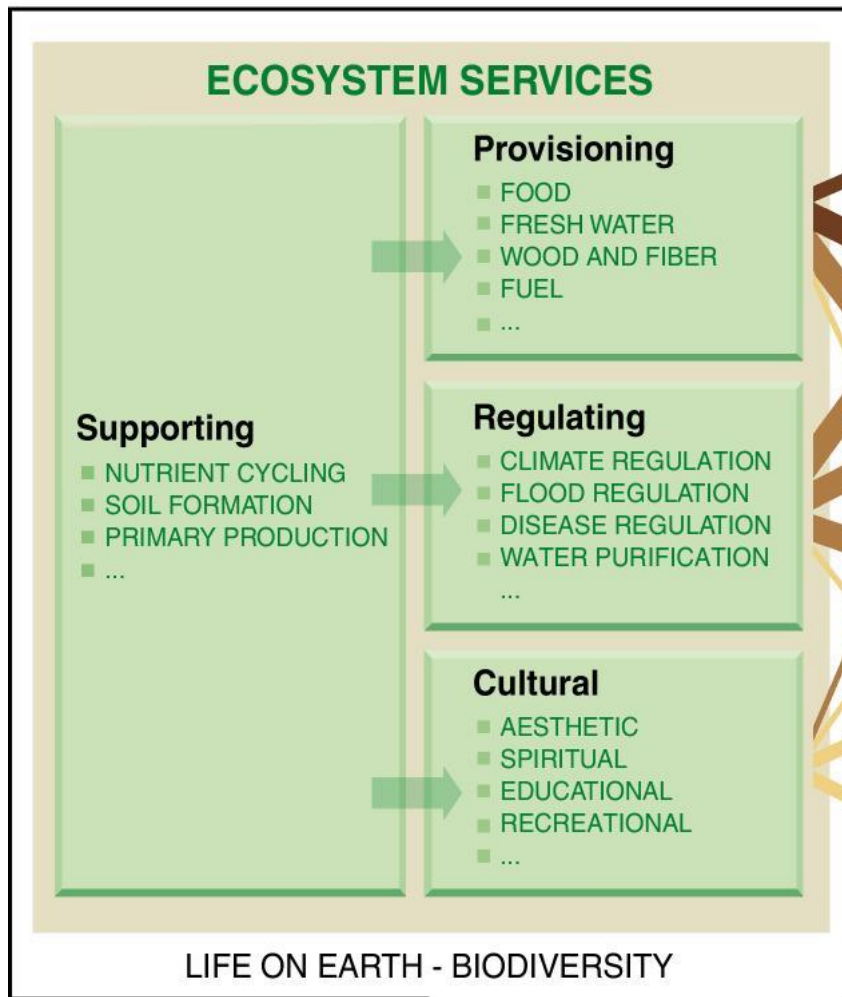 ECOSYSTEM SERVICES
Supporting
NUTRIENT CYCLING
SOIL FORMATION
PRIMARY PRODUCTION
...
Provisioning
FOOD
FRESH WATER
WOOD AND FIBER
FUEL
...
Regulating
CLIMATE REGULATION
FLOOD REGULATION
DISEASE REGULATION
WATER PURIFICATION
...
Cultural
AESTHETIC
SPIRITUAL
EDUCATIONAL
RECREATIONAL
...
LIFE ON EARTH - BIODIVERSITY